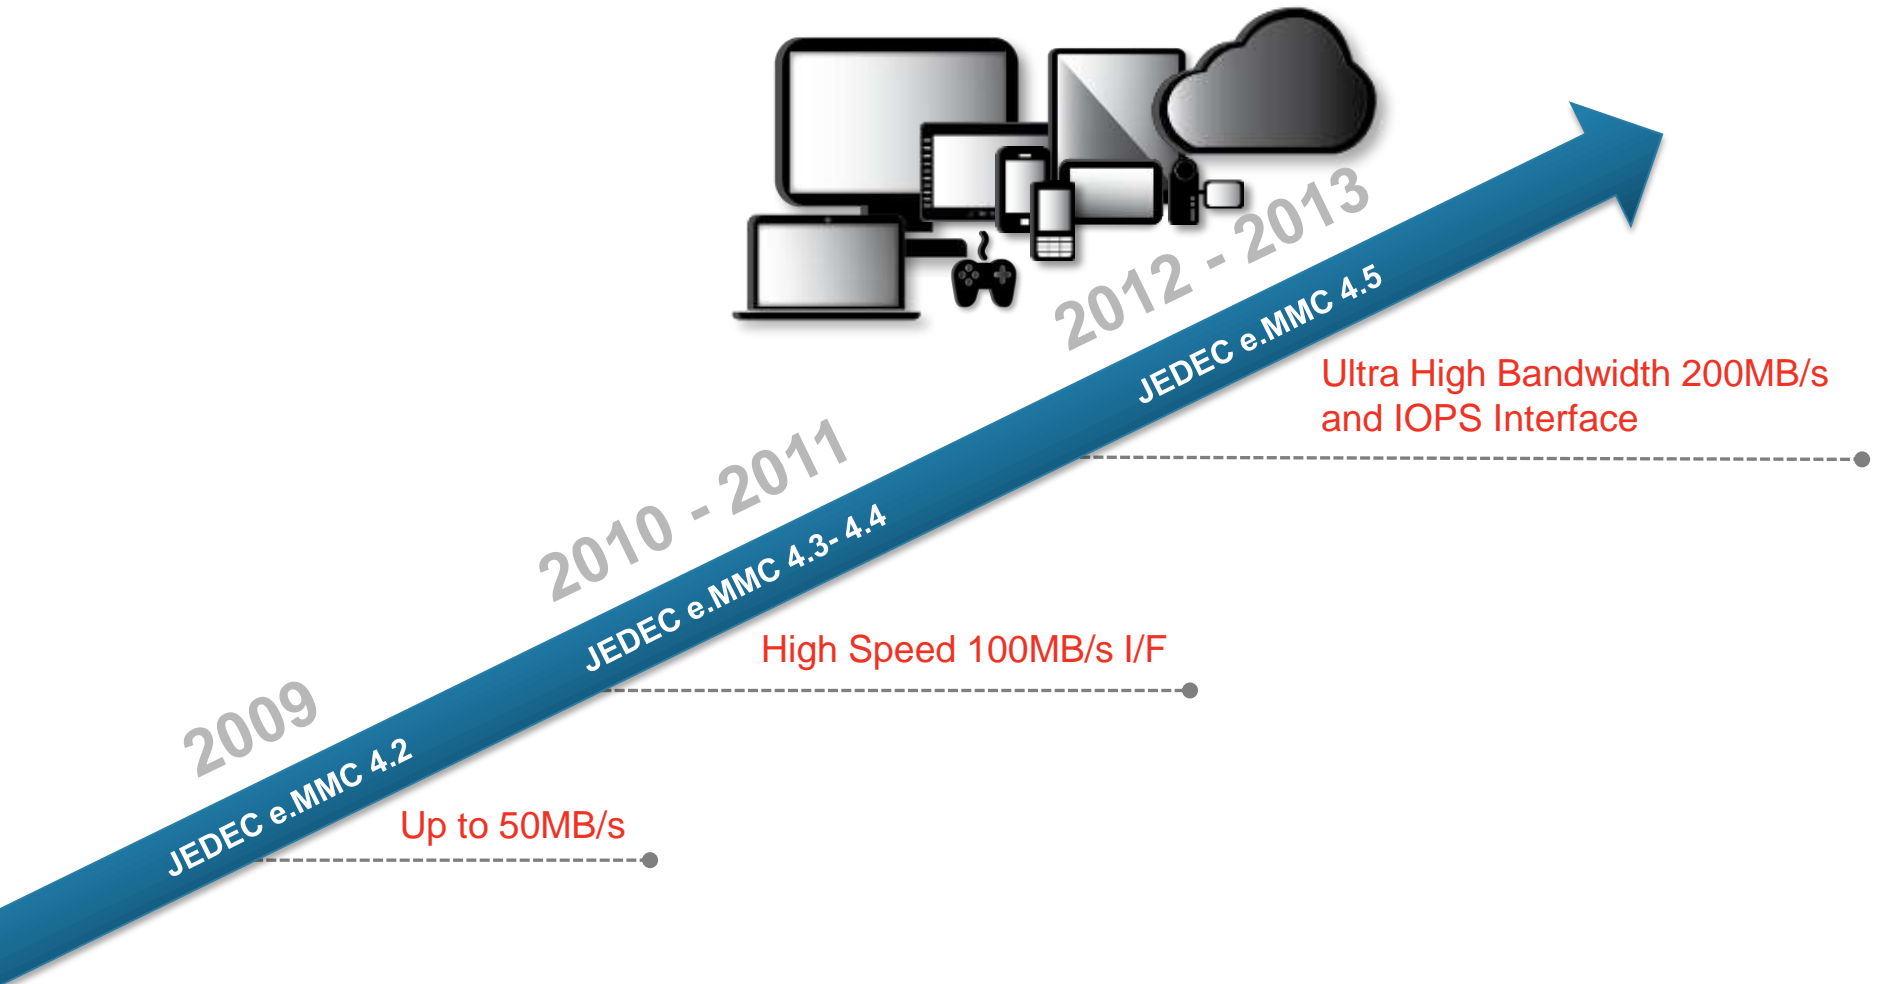 2012 - 2013
JEDEC e.MMC 4.5
Ultra High Bandwidth 200MB/s
and IOPS Interface
2010 - 2011
JEDEC e.MMC 4.3- 4.4
High Speed 100MB/s I/F
2009
JEDEC e.MMC 4.2
Up to 50MB/s